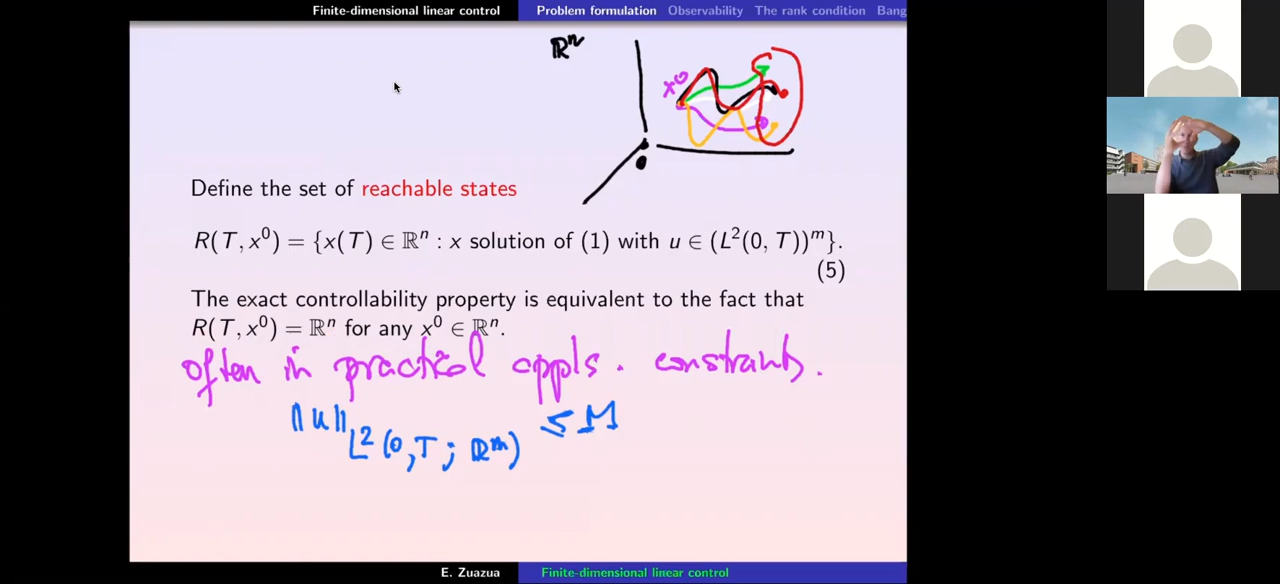 Finite-dimensional linear control Problem formulation Observability The rank condition Bang
ℝⁿ
x⁰
Define the set of reachable states
R(T, x⁰) = {x(T) ∈ ℝⁿ : x solution of (1) with u ∈ (L²(0, T))ᵐ}.
(5)
The exact controllability property is equivalent to the fact that
R(T, x⁰) = ℝⁿ for any x⁰ ∈ ℝⁿ.
often in practical appls. constraints.
||u||_L²(0,T; ℝᵐ) ≤ M
E. Zuazua Finite-dimensional linear control